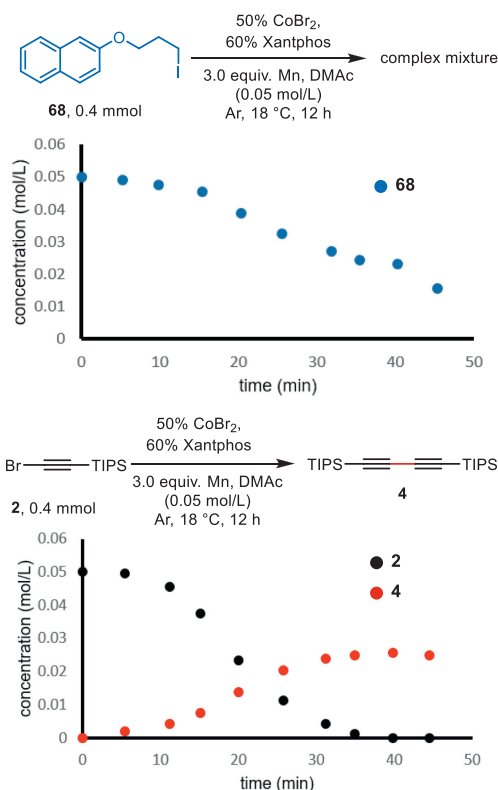 50% CoBr2,
60% Xantphos
O
I
complex mixture
3.0 equiv. Mn, DMAc
(0.05 mol/L)
Ar, 18 °C, 12 h
68, 0.4 mmol
concentration (mol/L)
0.06
0.05
0.04
0.03
0.02
0.01
0
68
0 10 20 30 40 50
time (min)
50% CoBr2,
60% Xantphos
Br TIPS
TIPS TIPS
3.0 equiv. Mn, DMAc
(0.05 mol/L)
Ar, 18 °C, 12 h
2, 0.4 mmol
4
concentration (mol/L)
0.06
0.05
0.04
0.03
0.02
0.01
0
2
4
0 10 20 30 40 50
time (min)